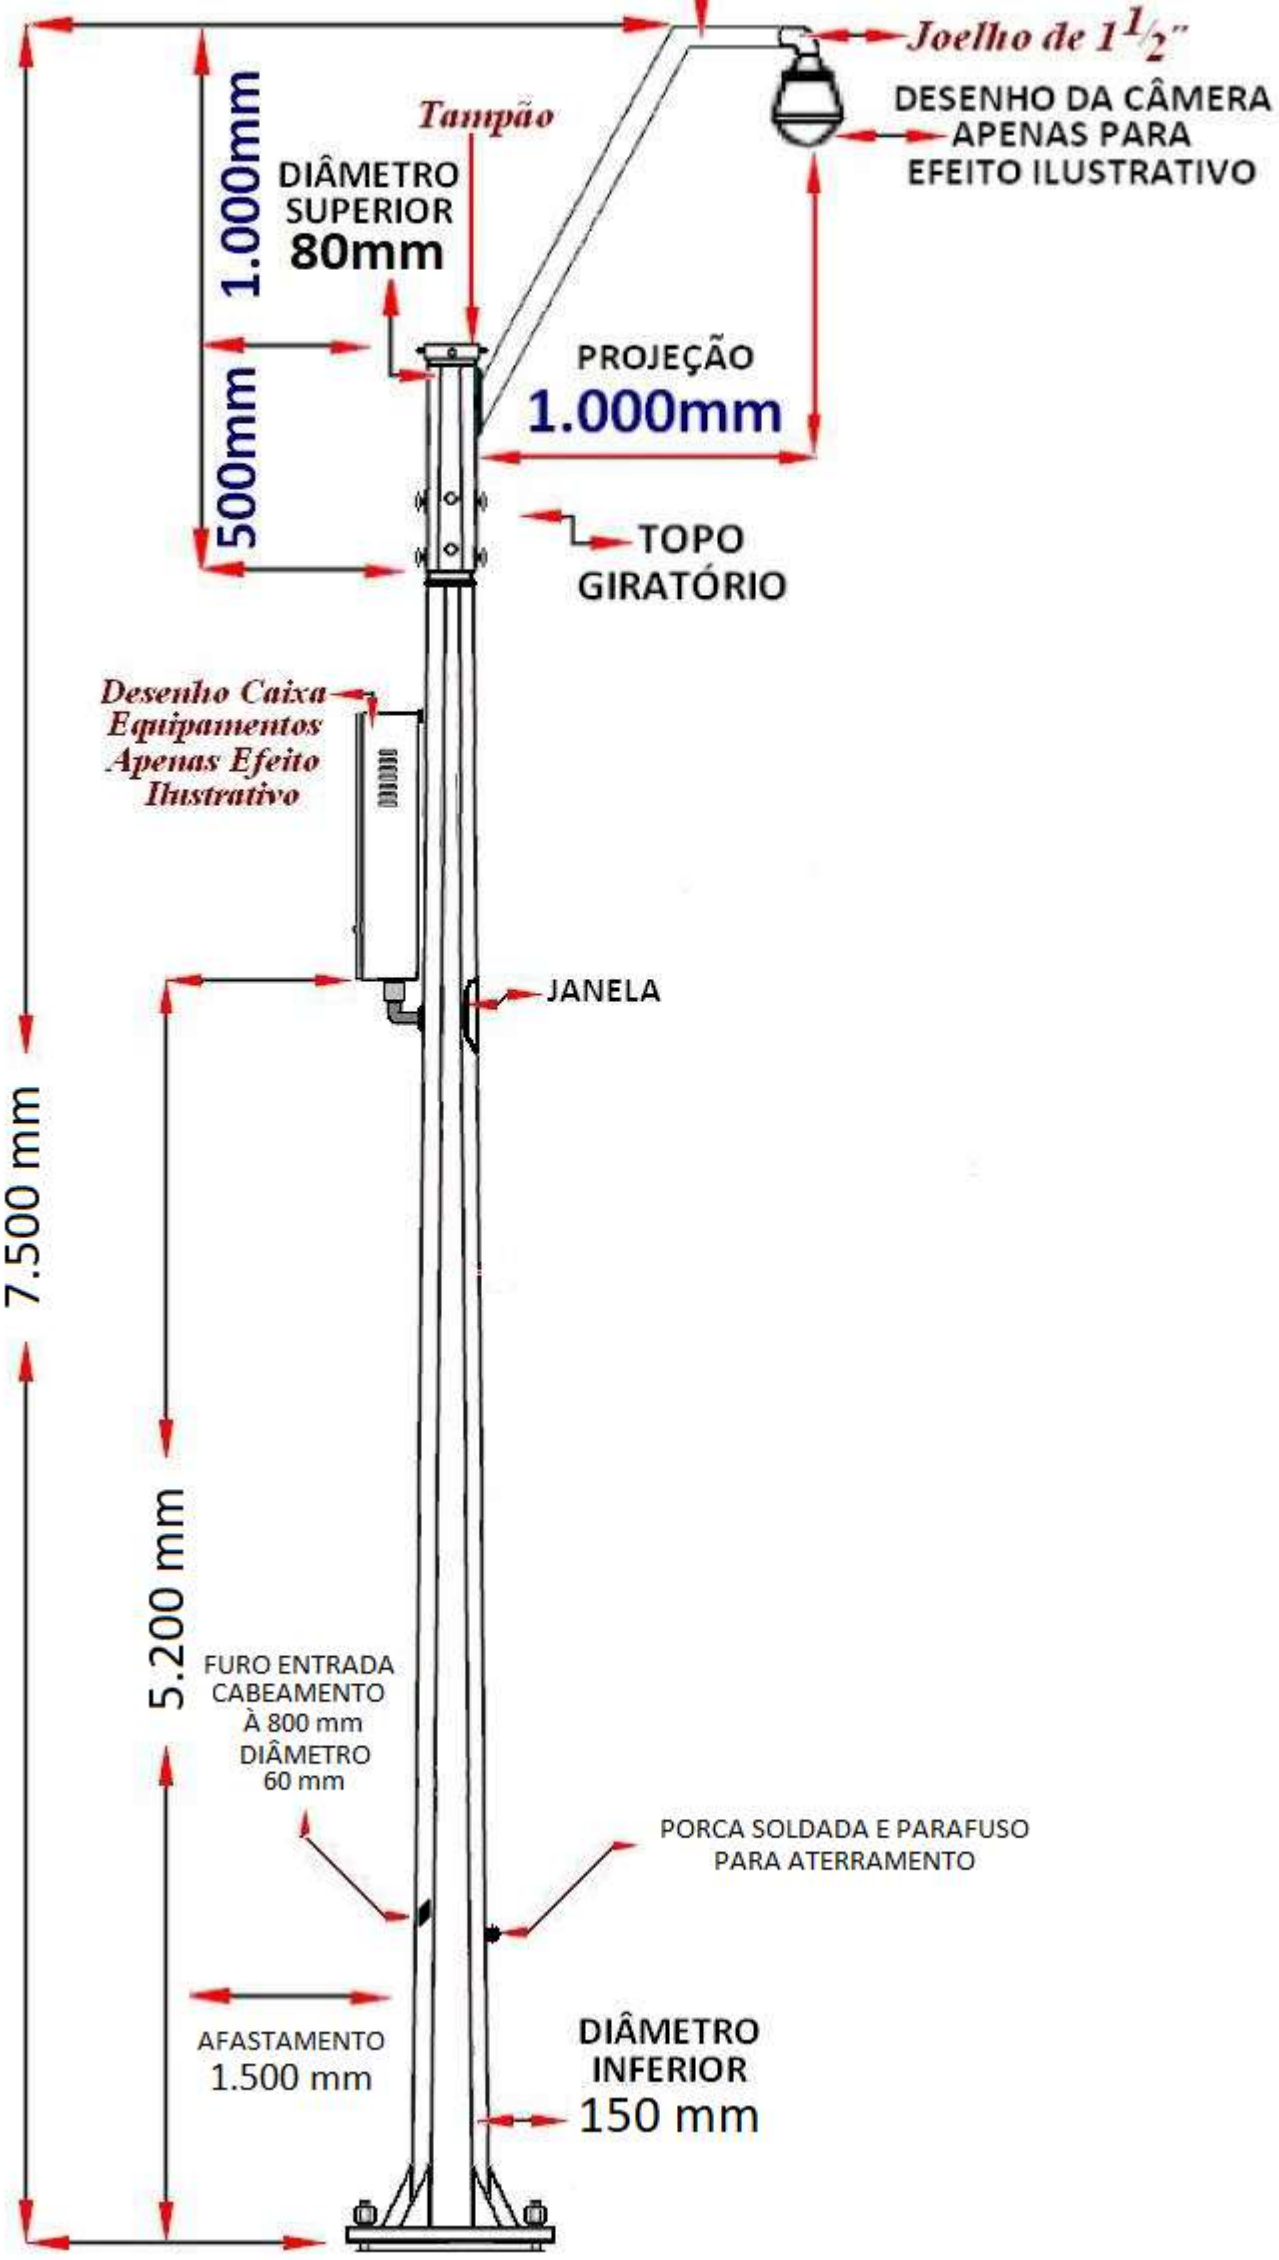 Joelho de 1 1/2"
DESENHO DA CÂMERA
APENAS PARA
EFEITO ILUSTRATIVO
Tampão
1.000mm
DIÂMETRO
SUPERIOR
80mm
PROJEÇÃO
1.000mm
500mm
TOPO
GIRATÓRIO
Desenho Caixa
Equipamentos
Apenas Efeito
Ilustrativo
JANELA
7.500 mm
5.200 mm
FURO ENTRADA
CABEAMENTO
À 800 mm
DIÂMETRO
60 mm
PORCA SOLDADA E PARAFUSO
PARA ATERRAMENTO
AFASTAMENTO
1.500 mm
DIÂMETRO
INFERIOR
150 mm